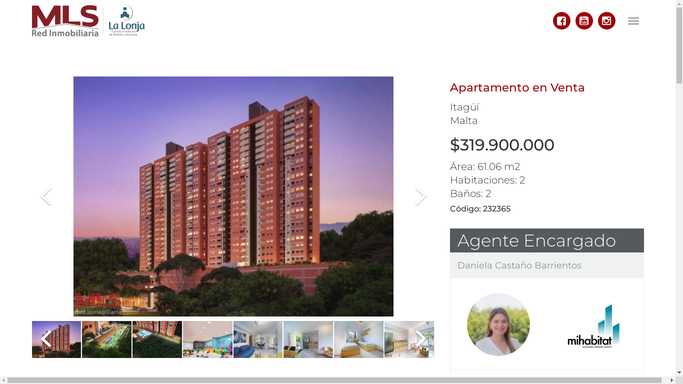 MLS
Red Inmobiliaria
La Lonja
Apartamento en Venta
Itagüí
Malta
$319.900.000
Área: 61.06 m2
Habitaciones: 2
Baños: 2
Código: 232365
Agente Encargado
Daniela Castaño Barrientos
mihabitat